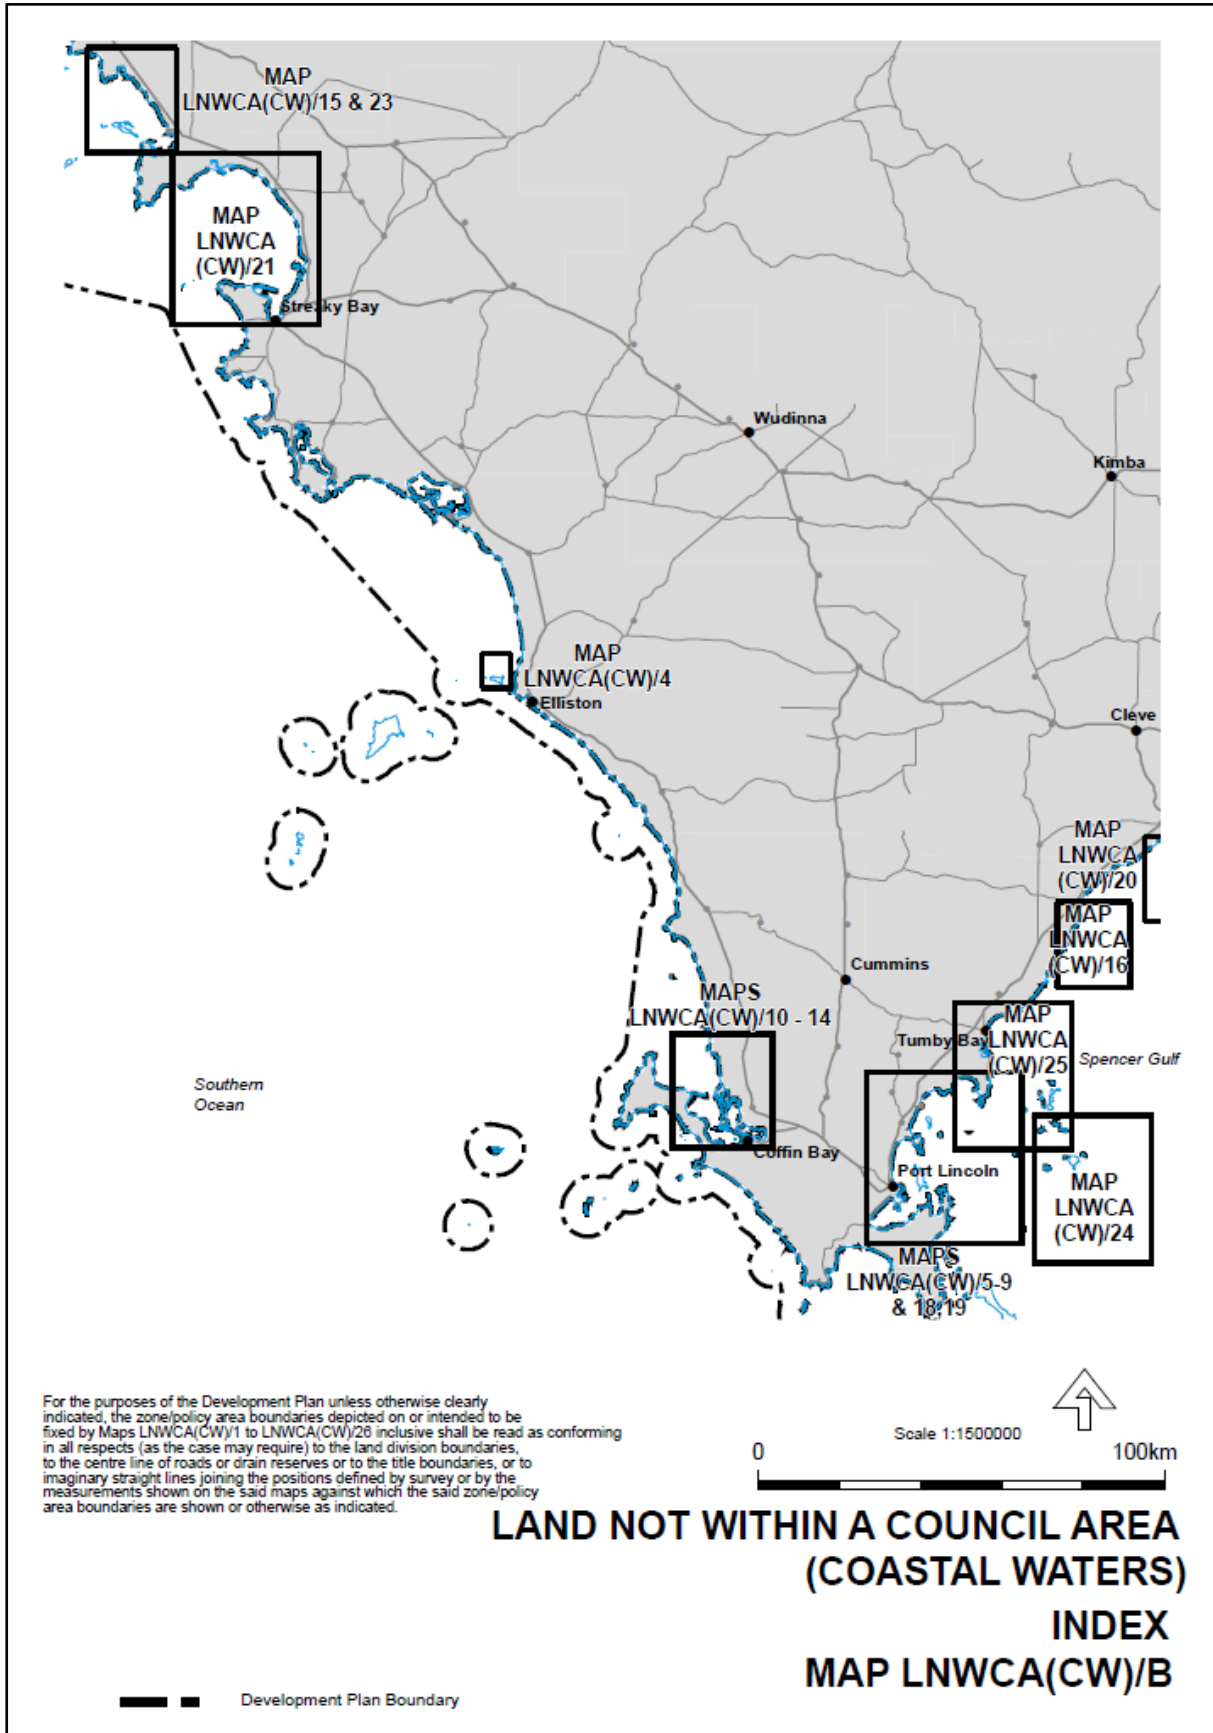 MAP
LNWCA(CW)/15 & 23
MAP
LNWCA
(CW)/21
Streaky Bay
Wudinna
Kimba
MAP
LNWCA(CW)/4
Elliston
Cleve
MAP
LNWCA
(CW)/20
MAP
LNWCA
(CW)/16
Cummins
MAPS
LNWCA(CW)/10 - 14
MAP
LNWCA
(CW)/25
Tumby Bay
Spencer Gulf
Southern
Ocean
Coffin Bay
Port Lincoln
MAP
LNWCA
(CW)/24
MAPS
LNWCA(CW)/5-9
& 18,19
For the purposes of the Development Plan unless otherwise clearly
indicated, the zone/policy area boundaries depicted on or intended to be
fixed by Maps LNWCA(CW)/1 to LNWCA(CW)/26 inclusive shall be read as conforming
in all respects (as the case may require) to the land division boundaries,
to the centre line of roads or drain reserves or to the title boundaries, or to
imaginary straight lines joining the positions defined by survey or by the
measurements shown on the said maps against which the said zone/policy
area boundaries are shown or otherwise as indicated.
Scale 1:1500000
0 100km
LAND NOT WITHIN A COUNCIL AREA
(COASTAL WATERS)
INDEX
MAP LNWCA(CW)/B
Development Plan Boundary